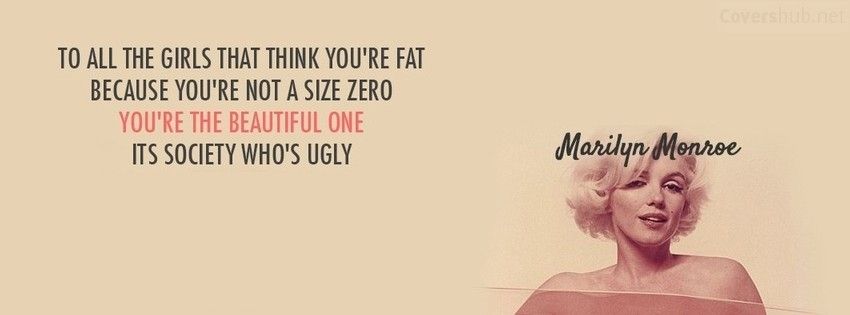 Covershub.net
TO ALL THE GIRLS THAT THINK YOU'RE FAT
BECAUSE YOU'RE NOT A SIZE ZERO
YOU'RE THE BEAUTIFUL ONE
ITS SOCIETY WHO'S UGLY
Marilyn Monroe